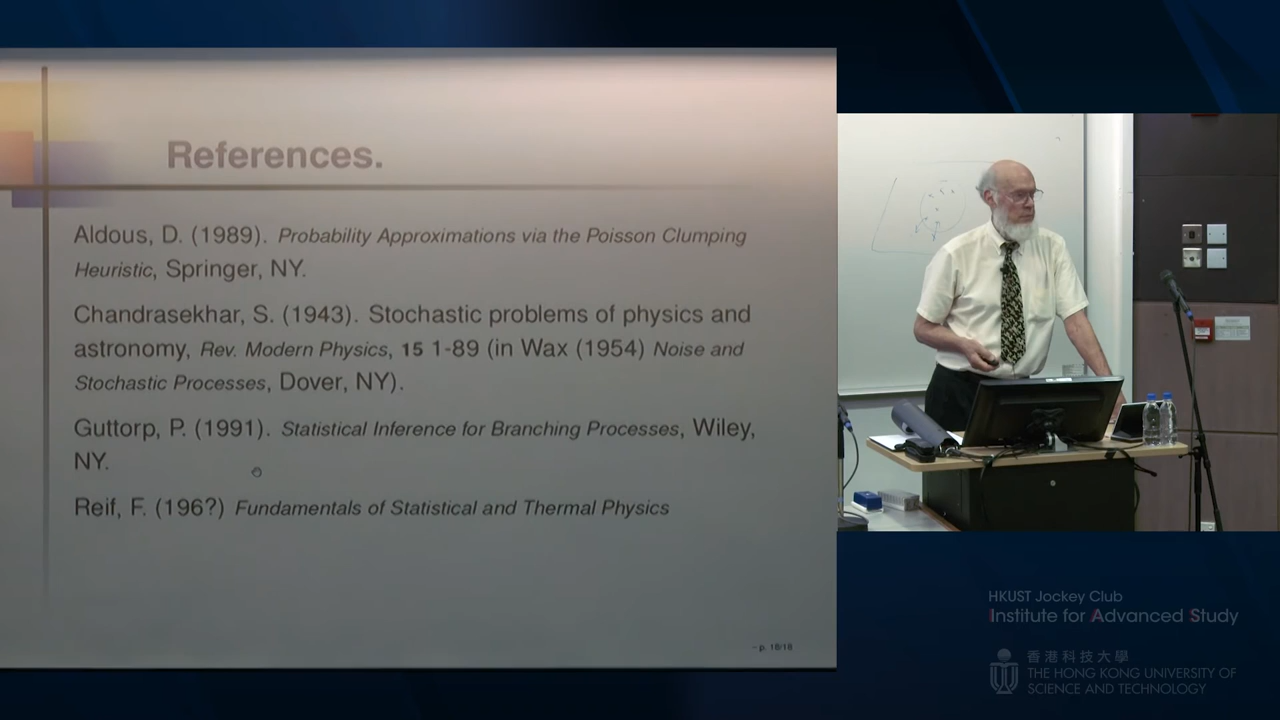 References.
Aldous, D. (1989). Probability Approximations via the Poisson Clumping
Heuristic, Springer, NY.
Chandrasekhar, S. (1943). Stochastic problems of physics and
astronomy, Rev. Modern Physics, 15 1-89 (in Wax (1954) Noise and
Stochastic Processes, Dover, NY).
Guttorp, P. (1991). Statistical Inference for Branching Processes, Wiley,
NY.
Reif, F. (196?) Fundamentals of Statistical and Thermal Physics
– p. 18/18
HKUST Jockey Club
Institute for Advanced Study
香港科技大學
THE HONG KONG UNIVERSITY OF
SCIENCE AND TECHNOLOGY